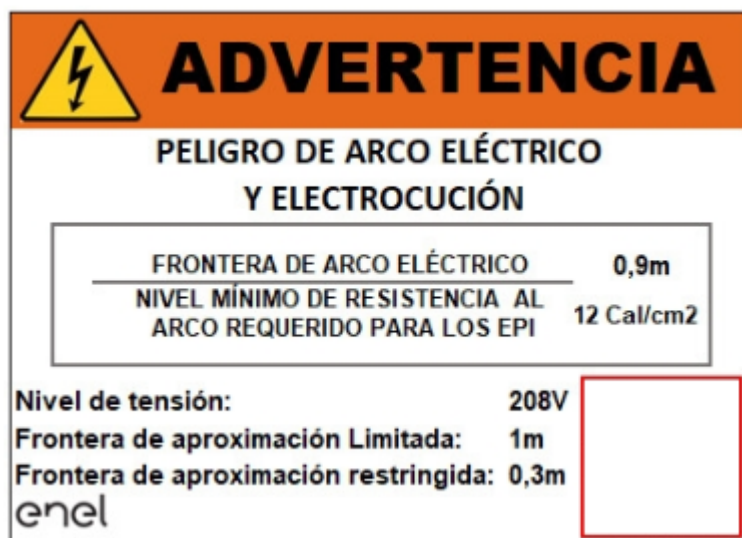 ADVERTENCIA
PELIGRO DE ARCO ELÉCTRICO
Y ELECTROCUCIÓN
FRONTERA DE ARCO ELÉCTRICO 0,9m
NIVEL MÍNIMO DE RESISTENCIA AL
ARCO REQUERIDO PARA LOS EPI 12 Cal/cm2
Nivel de tensión: 208V
Frontera de aproximación Limitada: 1m
Frontera de aproximación restringida: 0,3m
enel